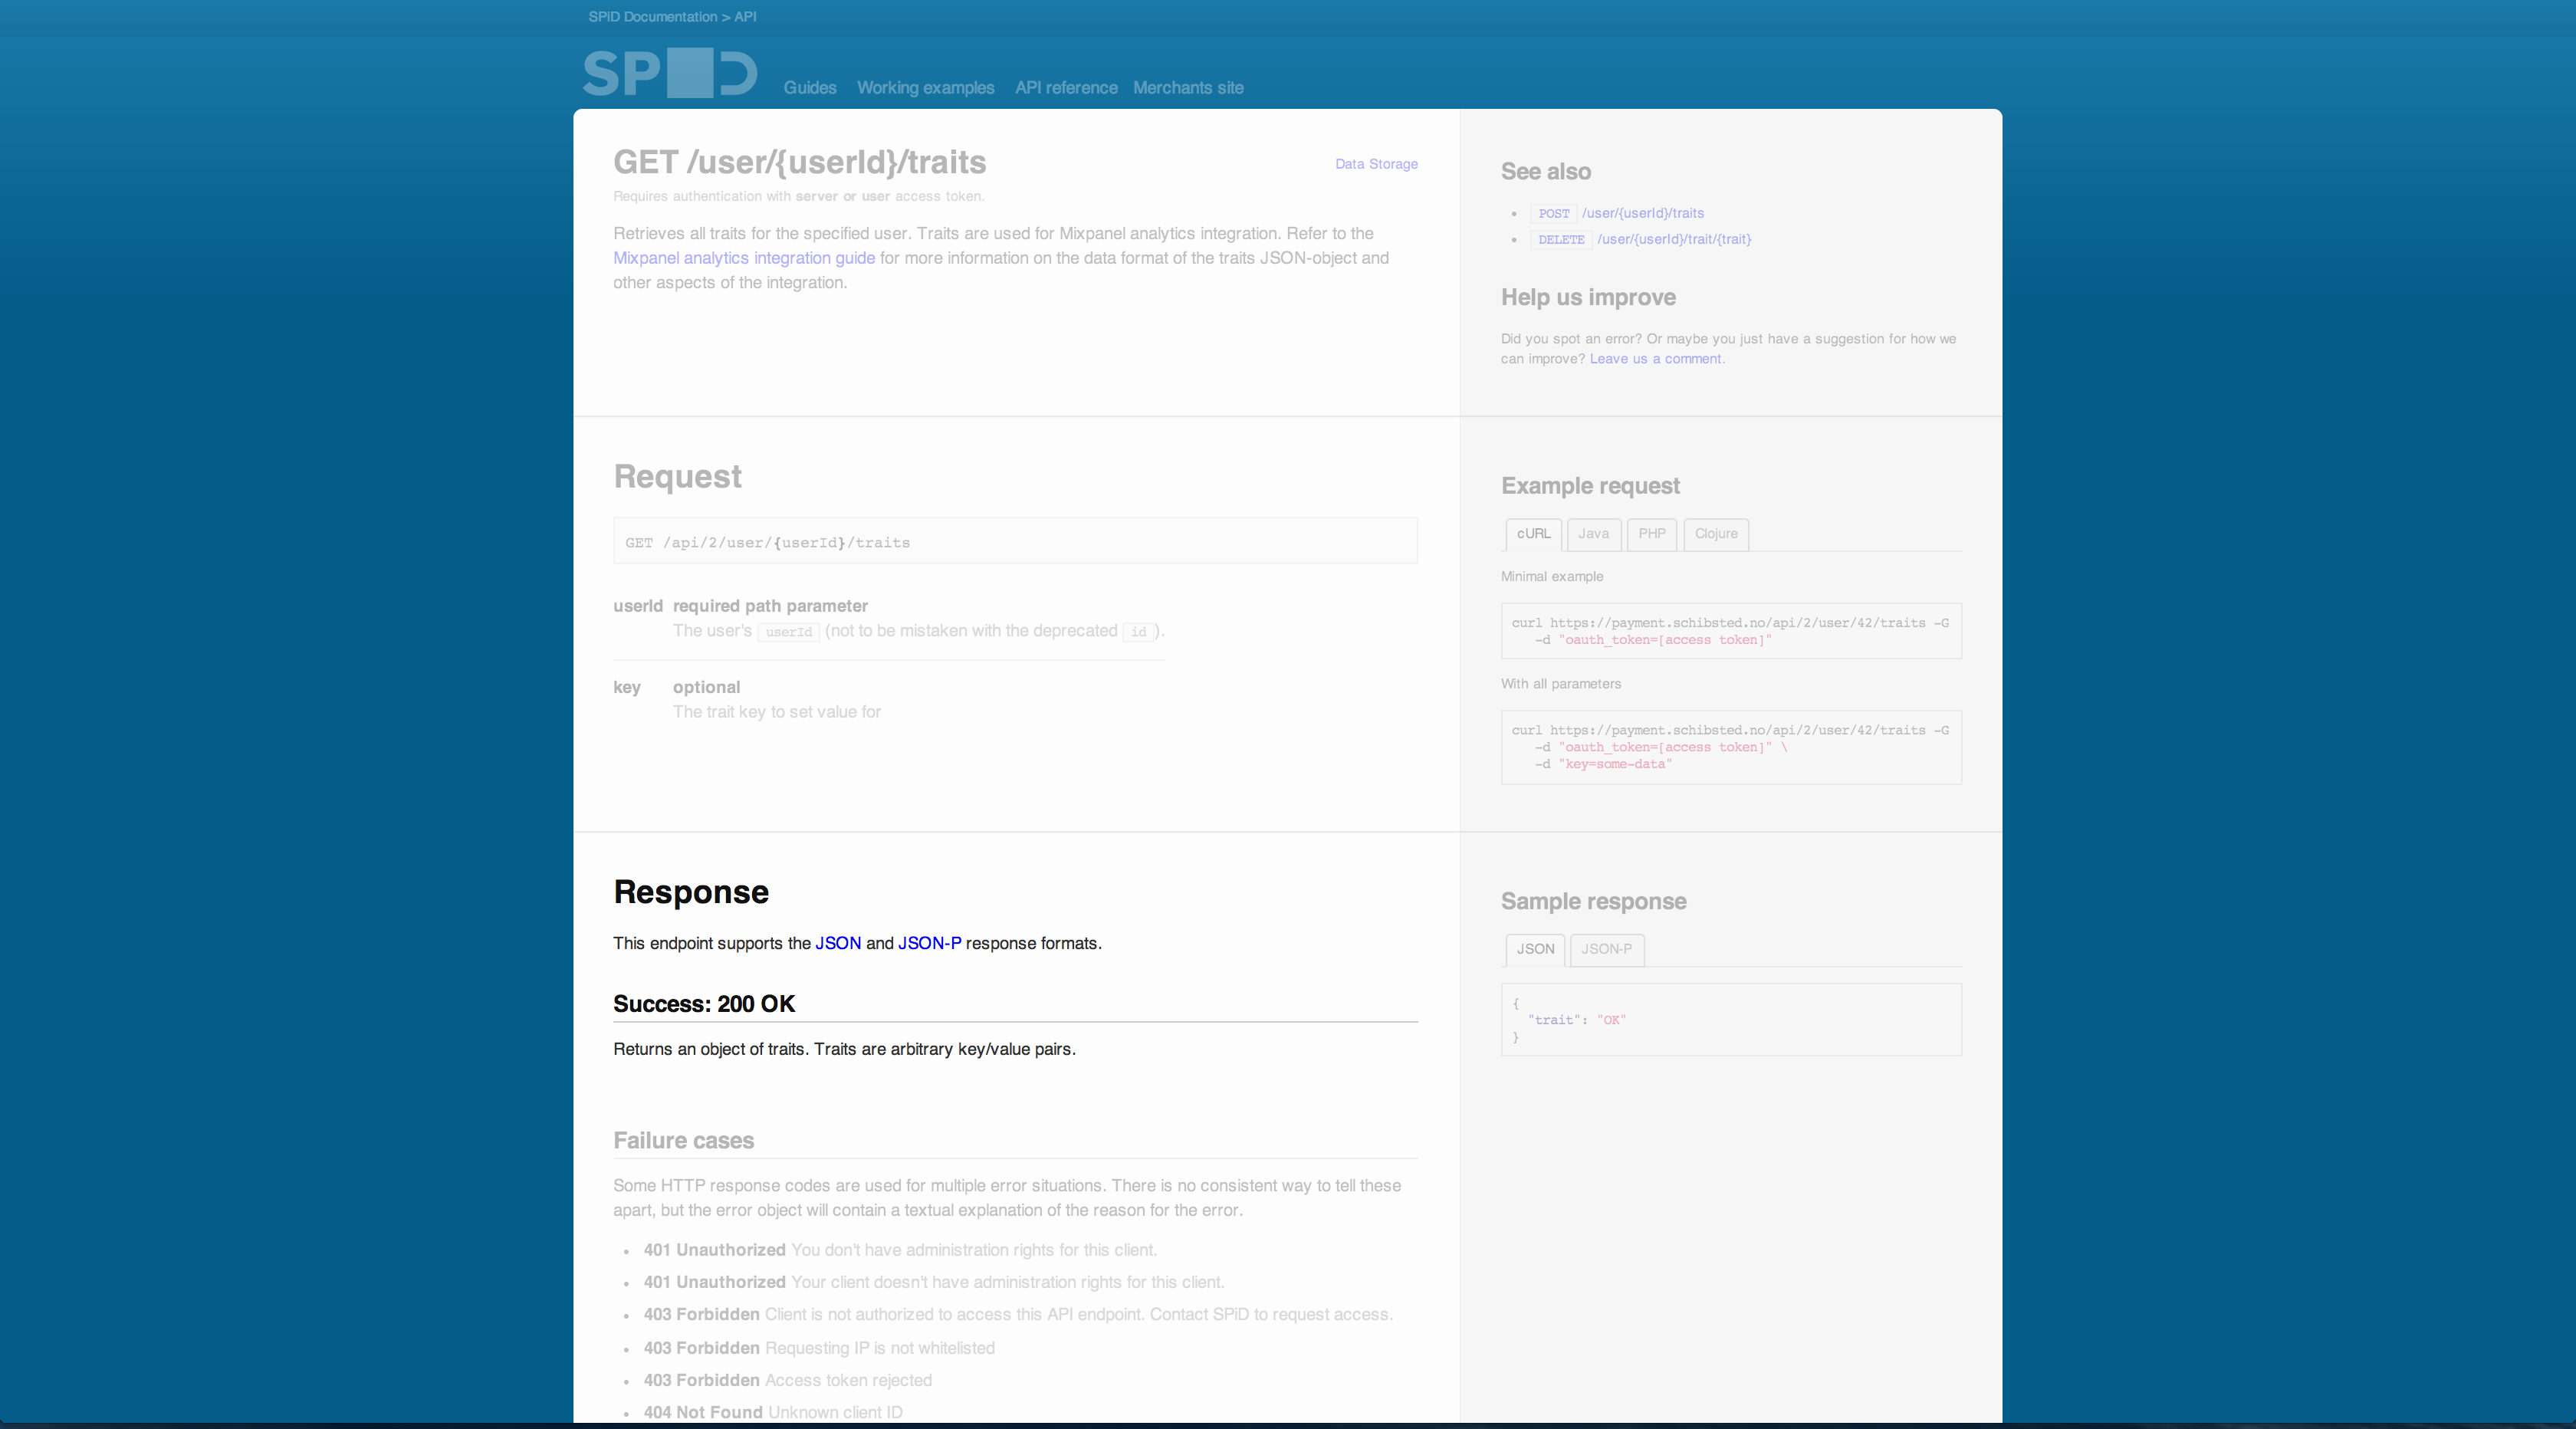 SPiD Documentation > API
SPiD
Guides Working examples API reference Merchants site
GET /user/{userId}/traits
Data Storage
Requires authentication with server or user access token.
Retrieves all traits for the specified user. Traits are used for Mixpanel analytics integration. Refer to the
Mixpanel analytics integration guide for more information on the data format of the traits JSON-object and
other aspects of the integration.
See also
• POST /user/{userId}/traits
• DELETE /user/{userId}/trait/{trait}
Help us improve
Did you spot an error? Or maybe you just have a suggestion for how we
can improve? Leave us a comment.
Request
GET /api/2/user/{userId}/traits
userId required path parameter
The user's userId (not to be mistaken with the deprecated id).
key optional
The trait key to set value for
Example request
cURL Java PHP Clojure
Minimal example
curl https://payment.schibsted.no/api/2/user/42/traits -G
-d "oauth_token=[access token]"
With all parameters
curl https://payment.schibsted.no/api/2/user/42/traits -G
-d "oauth_token=[access token]" \
-d "key=some-data"
Response
This endpoint supports the JSON and JSON-P response formats.
Success: 200 OK
Returns an object of traits. Traits are arbitrary key/value pairs.
Failure cases
Some HTTP response codes are used for multiple error situations. There is no consistent way to tell these
apart, but the error object will contain a textual explanation of the reason for the error.
• 401 Unauthorized You don't have administration rights for this client.
• 401 Unauthorized Your client doesn't have administration rights for this client.
• 403 Forbidden Client is not authorized to access this API endpoint. Contact SPiD to request access.
• 403 Forbidden Requesting IP is not whitelisted
• 403 Forbidden Access token rejected
• 404 Not Found Unknown client ID
Sample response
JSON JSON-P
{
"trait": "OK"
}